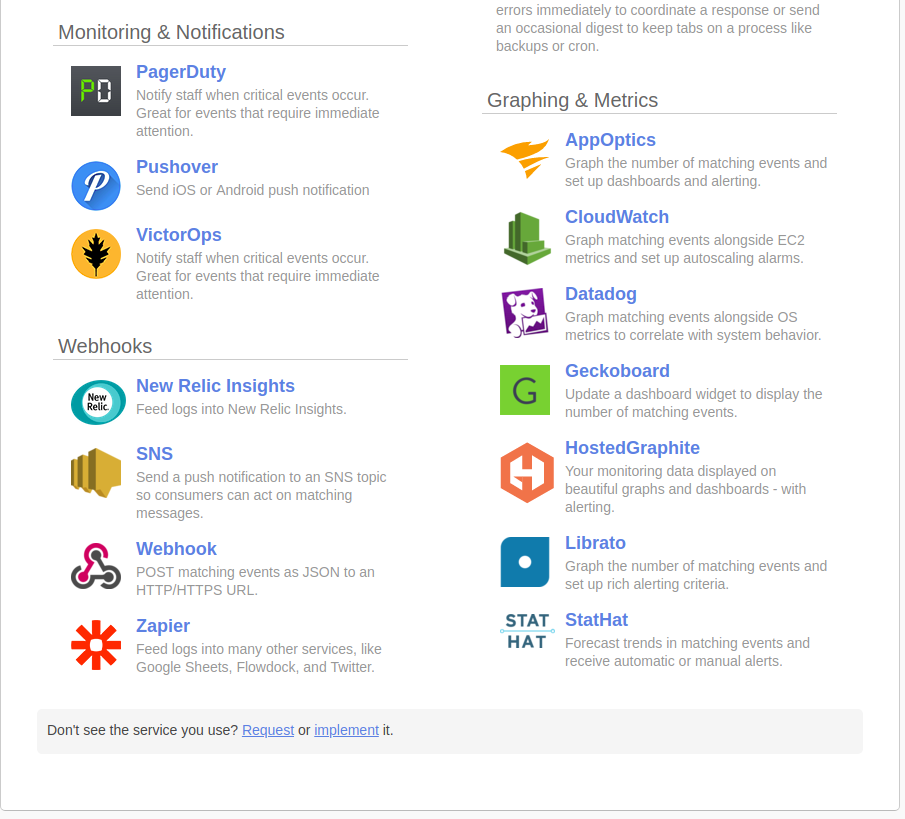 Monitoring & Notifications
PD
PagerDuty
Notify staff when critical events occur.
Great for events that require immediate
attention.
Pushover
Send iOS or Android push notification
VictorOps
Notify staff when critical events occur.
Great for events that require immediate
attention.
Webhooks
New
Relic.
New Relic Insights
Feed logs into New Relic Insights.
SNS
Send a push notification to an SNS topic
so consumers can act on matching
messages.
Webhook
POST matching events as JSON to an
HTTP/HTTPS URL.
Zapier
Feed logs into many other services, like
Google Sheets, Flowdock, and Twitter.
errors immediately to coordinate a response or send
an occasional digest to keep tabs on a process like
backups or cron.
Graphing & Metrics
AppOptics
Graph the number of matching events and
set up dashboards and alerting.
CloudWatch
Graph matching events alongside EC2
metrics and set up autoscaling alarms.
Datadog
Graph matching events alongside OS
metrics to correlate with system behavior.
G
Geckoboard
Update a dashboard widget to display the
number of matching events.
HostedGraphite
Your monitoring data displayed on
beautiful graphs and dashboards - with
alerting.
Librato
Graph the number of matching events and
set up rich alerting criteria.
STAT
HAT
StatHat
Forecast trends in matching events and
receive automatic or manual alerts.
Don't see the service you use? Request or implement it.